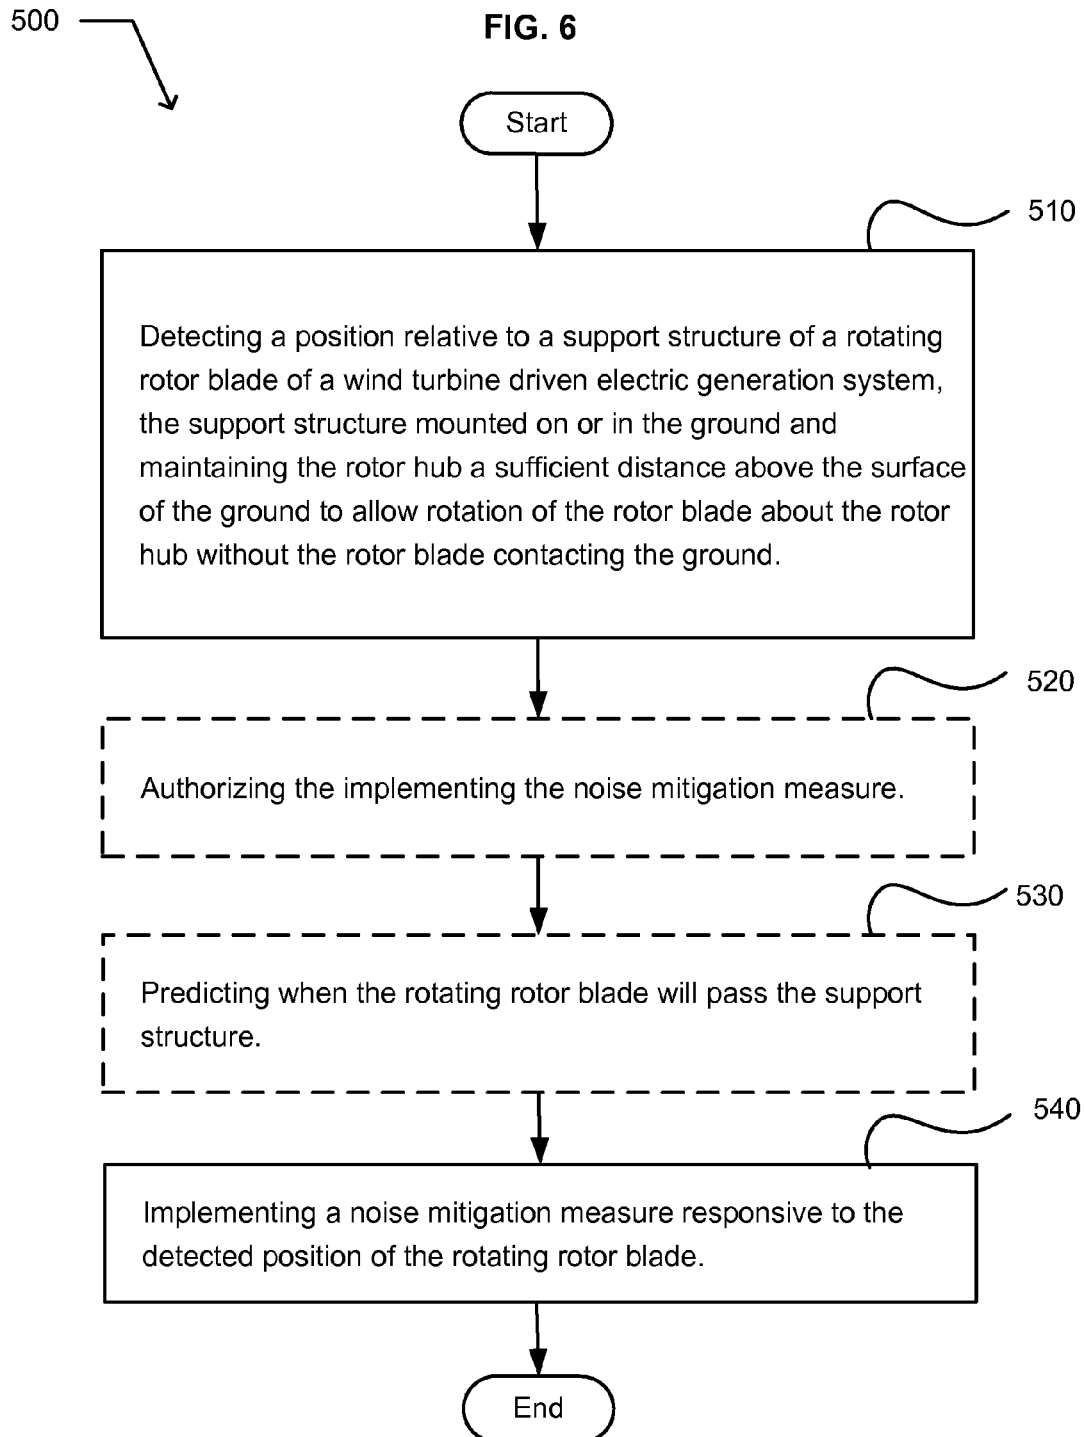 500
FIG. 6
Start
510
Detecting a position relative to a support structure of a rotating
rotor blade of a wind turbine driven electric generation system,
the support structure mounted on or in the ground and
maintaining the rotor hub a sufficient distance above the surface
of the ground to allow rotation of the rotor blade about the rotor
hub without the rotor blade contacting the ground.
520
Authorizing the implementing the noise mitigation measure.
530
Predicting when the rotating rotor blade will pass the support
structure.
540
Implementing a noise mitigation measure responsive to the
detected position of the rotating rotor blade.
End